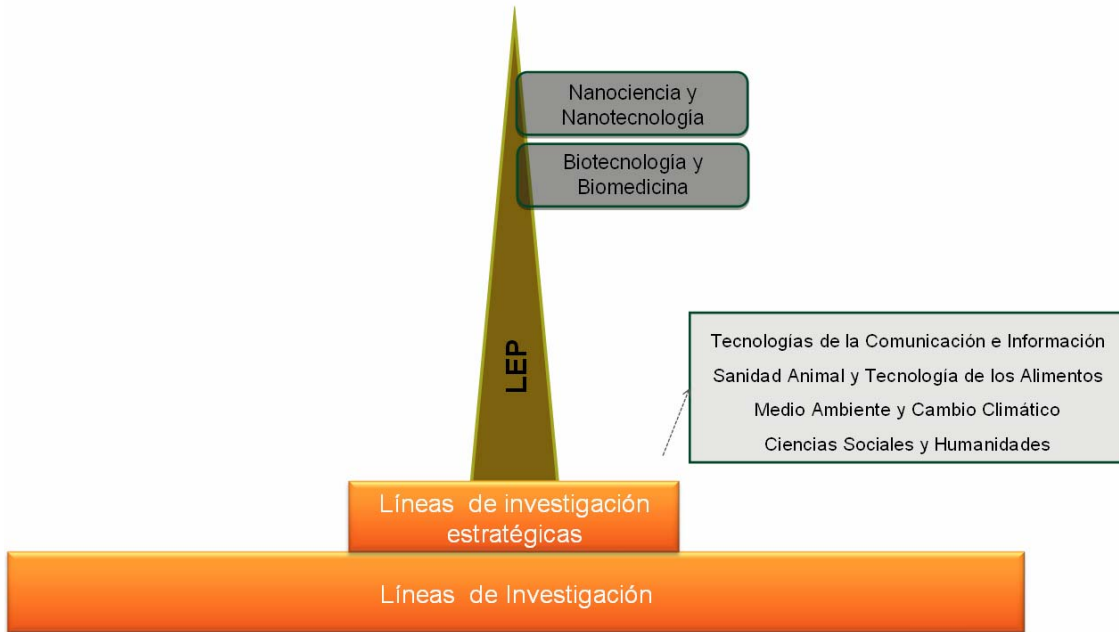 Nanociencia y
Nanotecnología
Biotecnología y
Biomedicina
LEP
Tecnologías de la Comunicación e Información
Sanidad Animal y Tecnología de los Alimentos
Medio Ambiente y Cambio Climático
Ciencias Sociales y Humanidades
Líneas de investigación
estratégicas
Líneas de Investigación